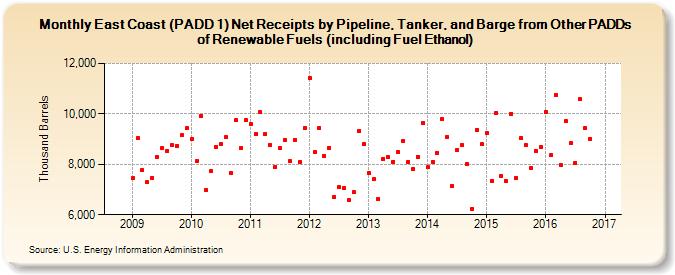 Monthly East Coast (PADD 1) Net Receipts by Pipeline, Tanker, and Barge from Other PADDs
of Renewable Fuels (including Fuel Ethanol)
Thousand Barrels
12,000
10,000
8,000
6,000
2009 2010 2011 2012 2013 2014 2015 2016 2017
Source: U.S. Energy Information Administration